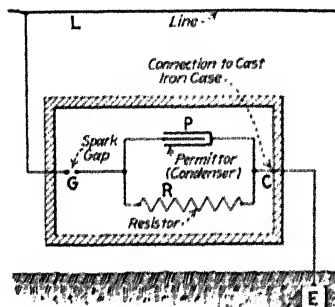 L
Line
Connection to Cast
Iron Case
P
Spark
Gap
Permittor
(Condenser)
G
R
C
Resistor
E